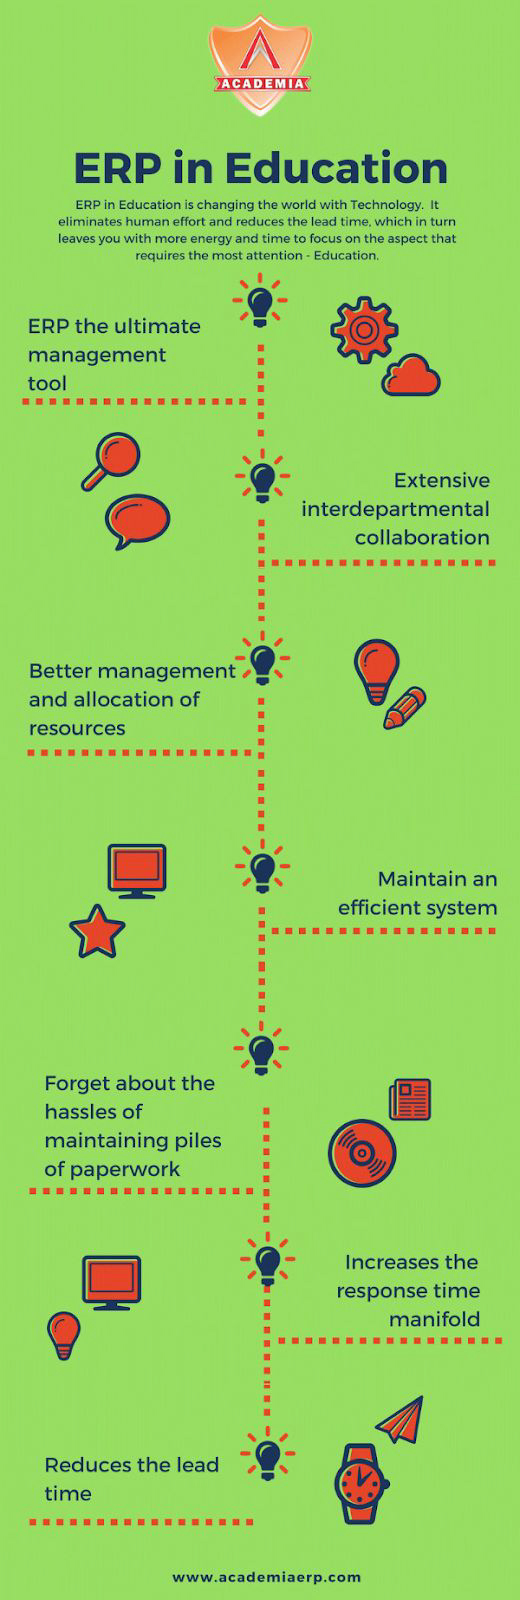 ACADEMIA
ERP in Education
ERP in Education is changing the world with Technology. It
eliminates human effort and reduces the lead time, which in turn
leaves you with more energy and time to focus on the aspect that
requires the most attention - Education.
ERP the ultimate
management
tool
Extensive
interdepartmental
collaboration
Better management
and allocation of
resources
Maintain an
efficient system
Forget about the
hassles of
maintaining piles
of paperwork
Increases the
response time
manifold
Reduces the lead
time
www.academiaerp.com